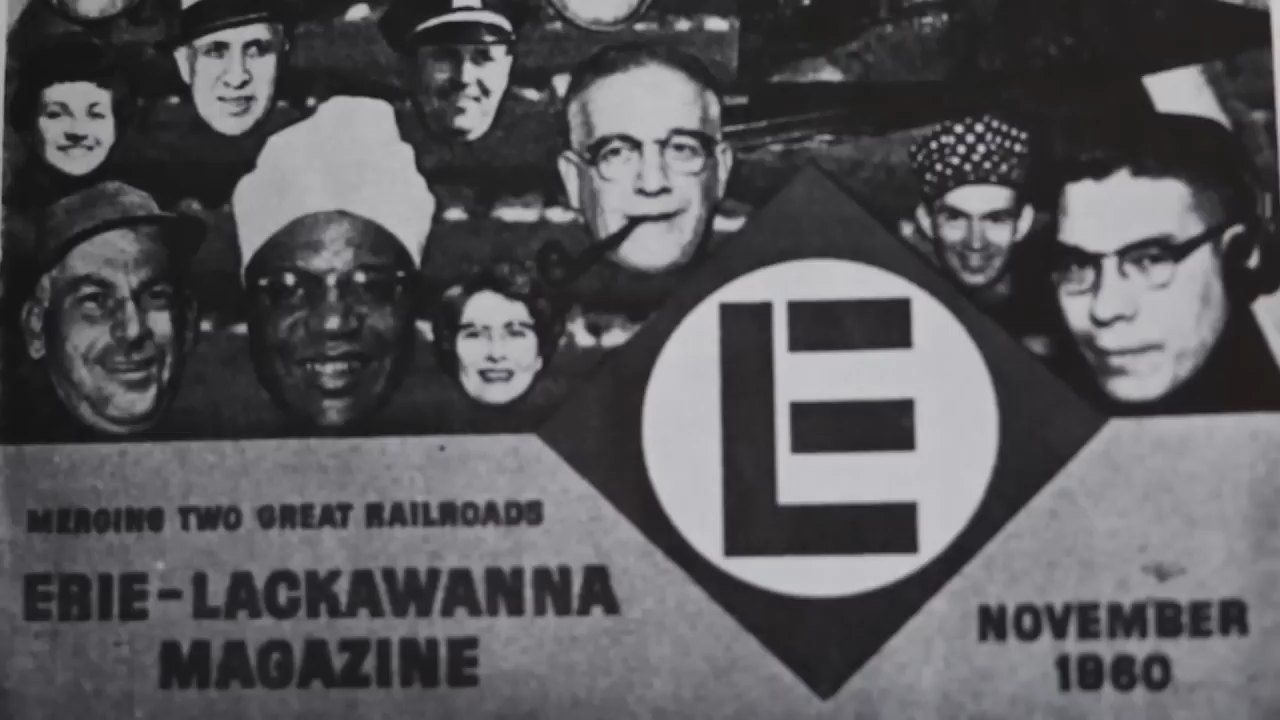 E
MERGING TWO GREAT RAILROADS
ERIE-LACKAWANNA
MAGAZINE
NOVEMBER
1960